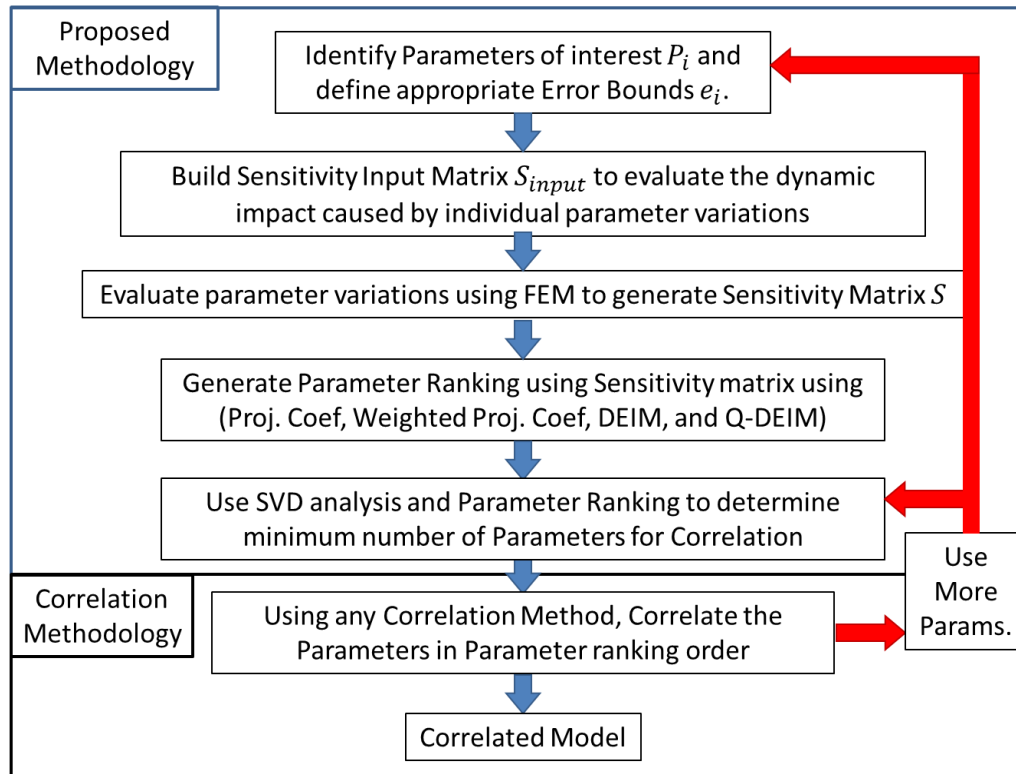 Proposed
Methodology
Identify Parameters of interest P_i and
define appropriate Error Bounds e_i.
Build Sensitivity Input Matrix S_input to evaluate the dynamic
impact caused by individual parameter variations
Evaluate parameter variations using FEM to generate Sensitivity Matrix S
Generate Parameter Ranking using Sensitivity matrix using
(Proj. Coef, Weighted Proj. Coef, DEIM, and Q-DEIM)
Use SVD analysis and Parameter Ranking to determine
minimum number of Parameters for Correlation
Use
More
Params.
Correlation
Methodology
Using any Correlation Method, Correlate the
Parameters in Parameter ranking order
Correlated Model